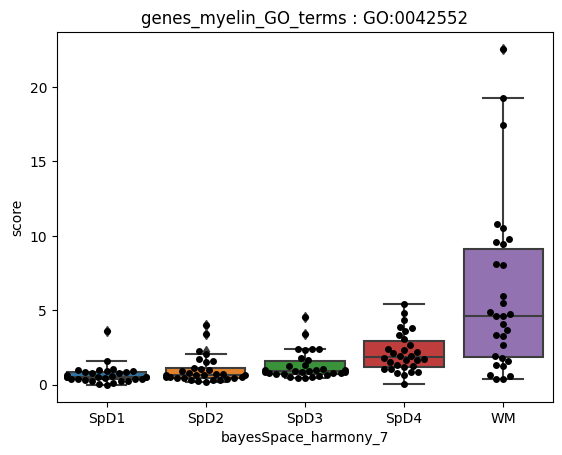 genes_myelin_GO_terms : GO:0042552
score
20
15
10
5
0
SpD1 SpD2 SpD3 SpD4 WM
bayesSpace_harmony_7